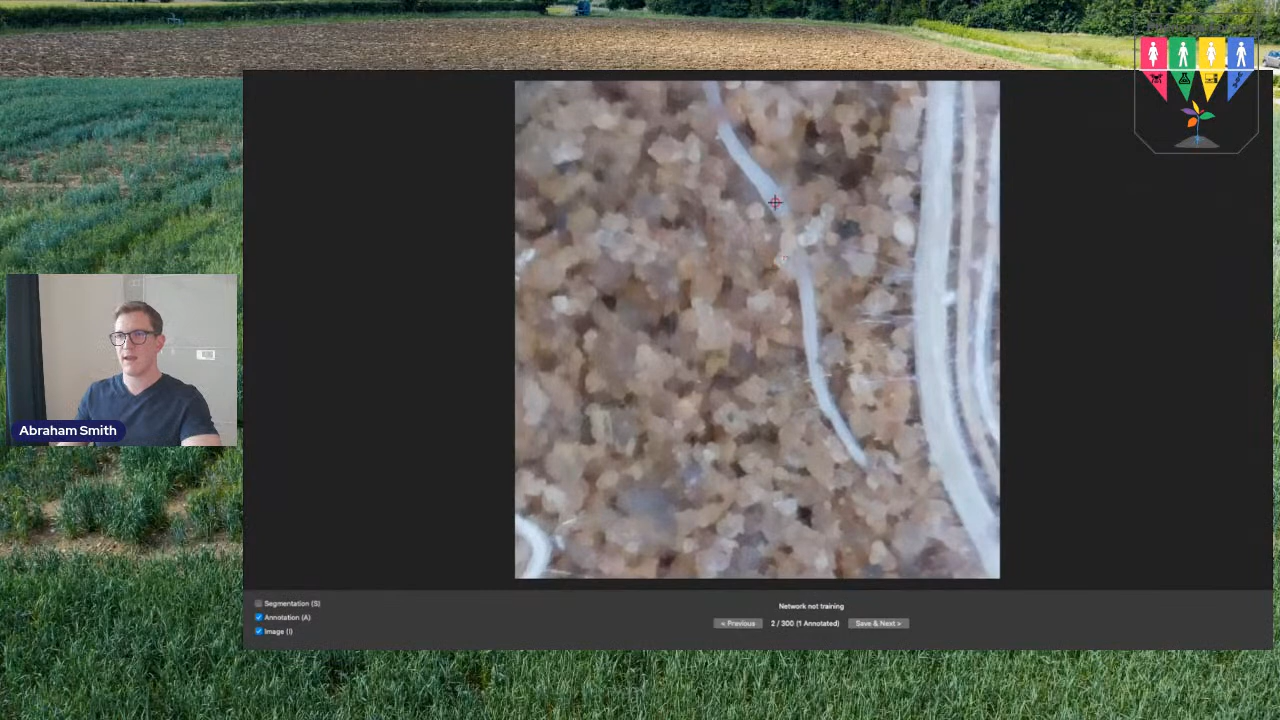 Abraham Smith
Segmentation (S)
Annotation (A)
Image (I)
Network not training
< Previous
2 / 300 (1 Annotated)
Save & Next >